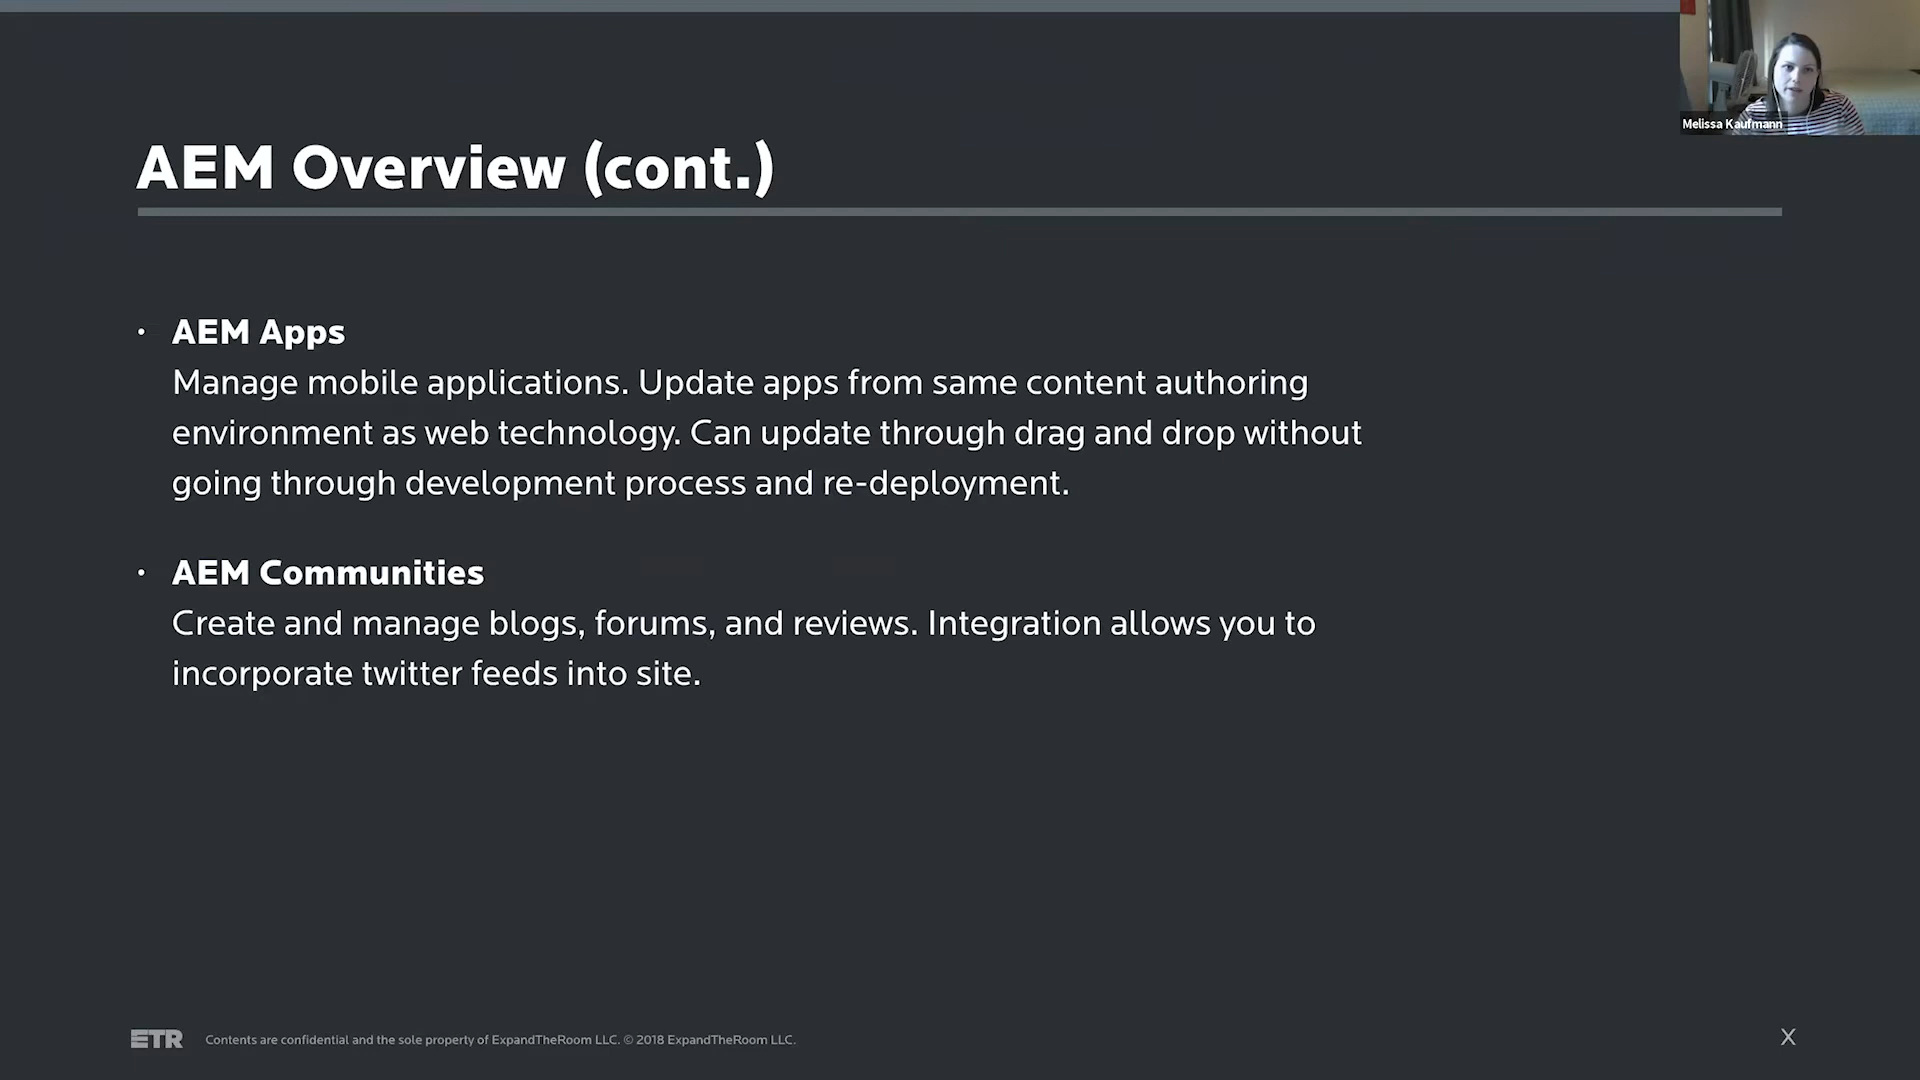 Melissa Kaufmann
AEM Overview (cont.)
• AEM Apps
Manage mobile applications. Update apps from same content authoring
environment as web technology. Can update through drag and drop without
going through development process and re-deployment.
• AEM Communities
Create and manage blogs, forums, and reviews. Integration allows you to
incorporate twitter feeds into site.
ETR Contents are confidential and the sole property of ExpandTheRoom LLC. © 2018 ExpandTheRoom LLC. X